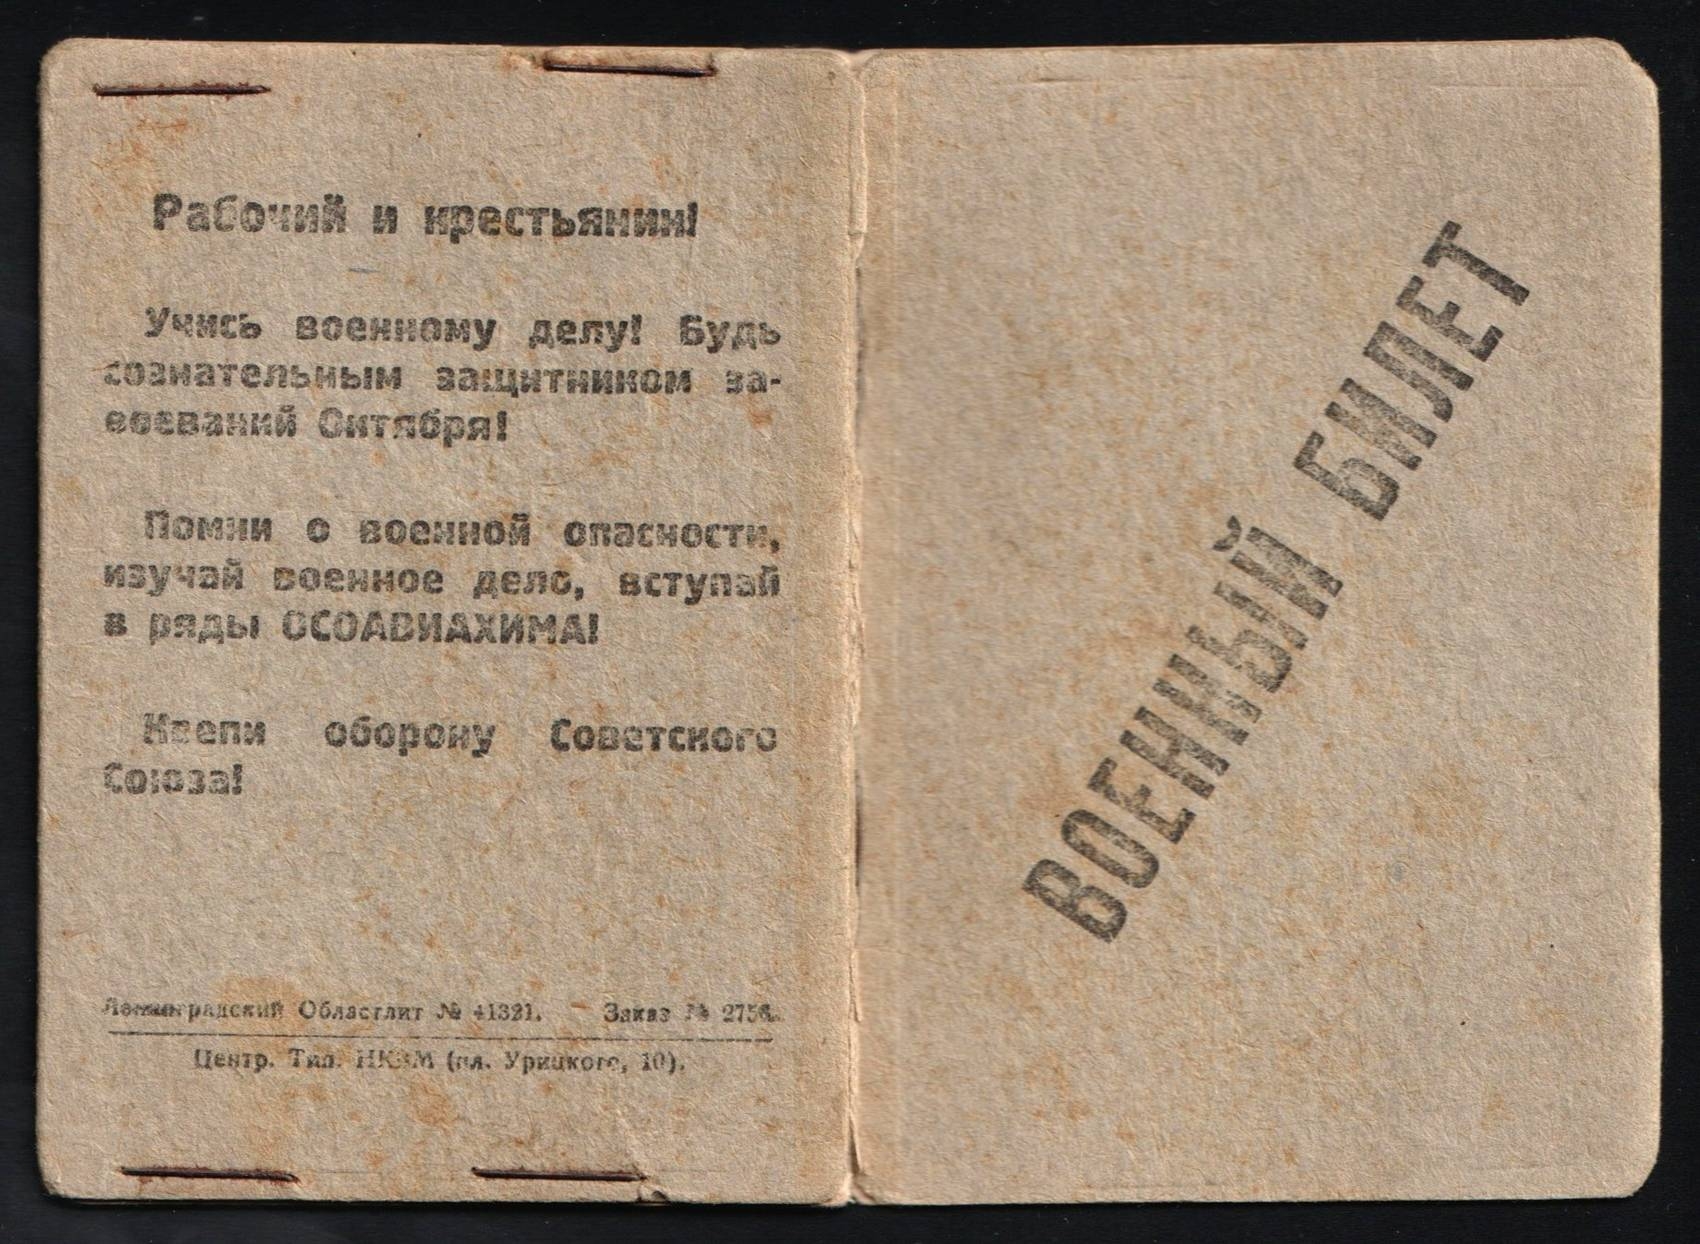 Рабочий и крестьянин!
Учись военному делу! Будь
сознательным защитником за-
воеваний Октября!
Помни о военной опасности,
изучай военное дело, вступай
в ряды ОСОАВИАХИМА!
Крепи оборону Советского
Союза!
Ленинградский Областлит № 41321. — Заказ № 2756.
Центр. Тип. НКВМ (пл. Урицкого, 10).
ВОЕННЫЙ БИЛЕТ